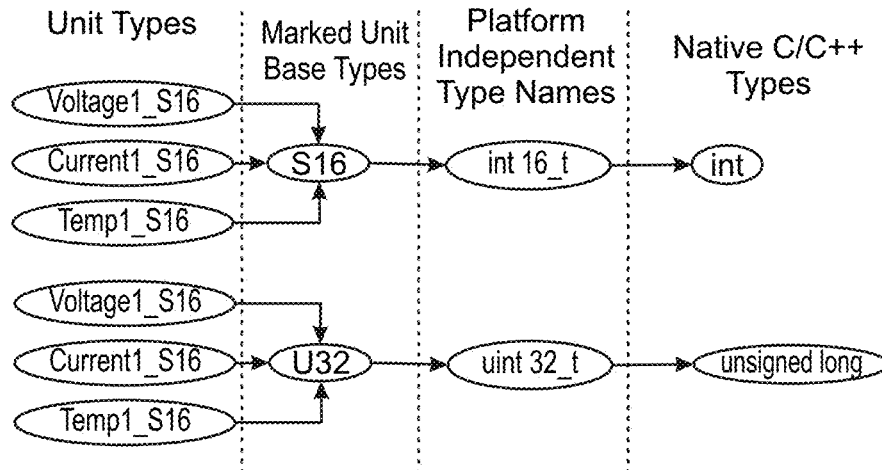 Unit Types
Marked Unit
Base Types
Platform
Independent
Type Names
Native C/C++
Types
Voltage1_S16
Current1_S16
S16
int 16_t
int
Temp1_S16
Voltage1_S16
Current1_S16
U32
uint 32_t
unsigned long
Temp1_S16